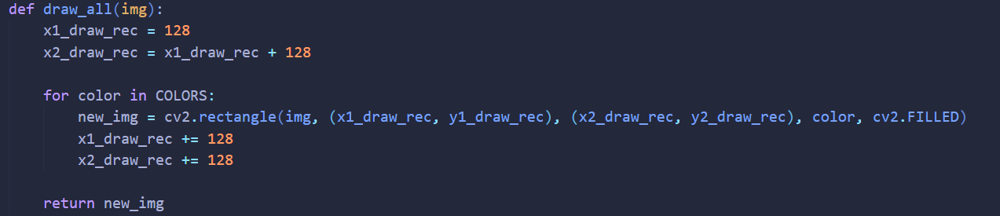 def draw_all(img):
    x1_draw_rec = 128
    x2_draw_rec = x1_draw_rec + 128

    for color in COLORS:
        new_img = cv2.rectangle(img, (x1_draw_rec, y1_draw_rec), (x2_draw_rec, y2_draw_rec), color, cv2.FILLED)
        x1_draw_rec += 128
        x2_draw_rec += 128

    return new_img